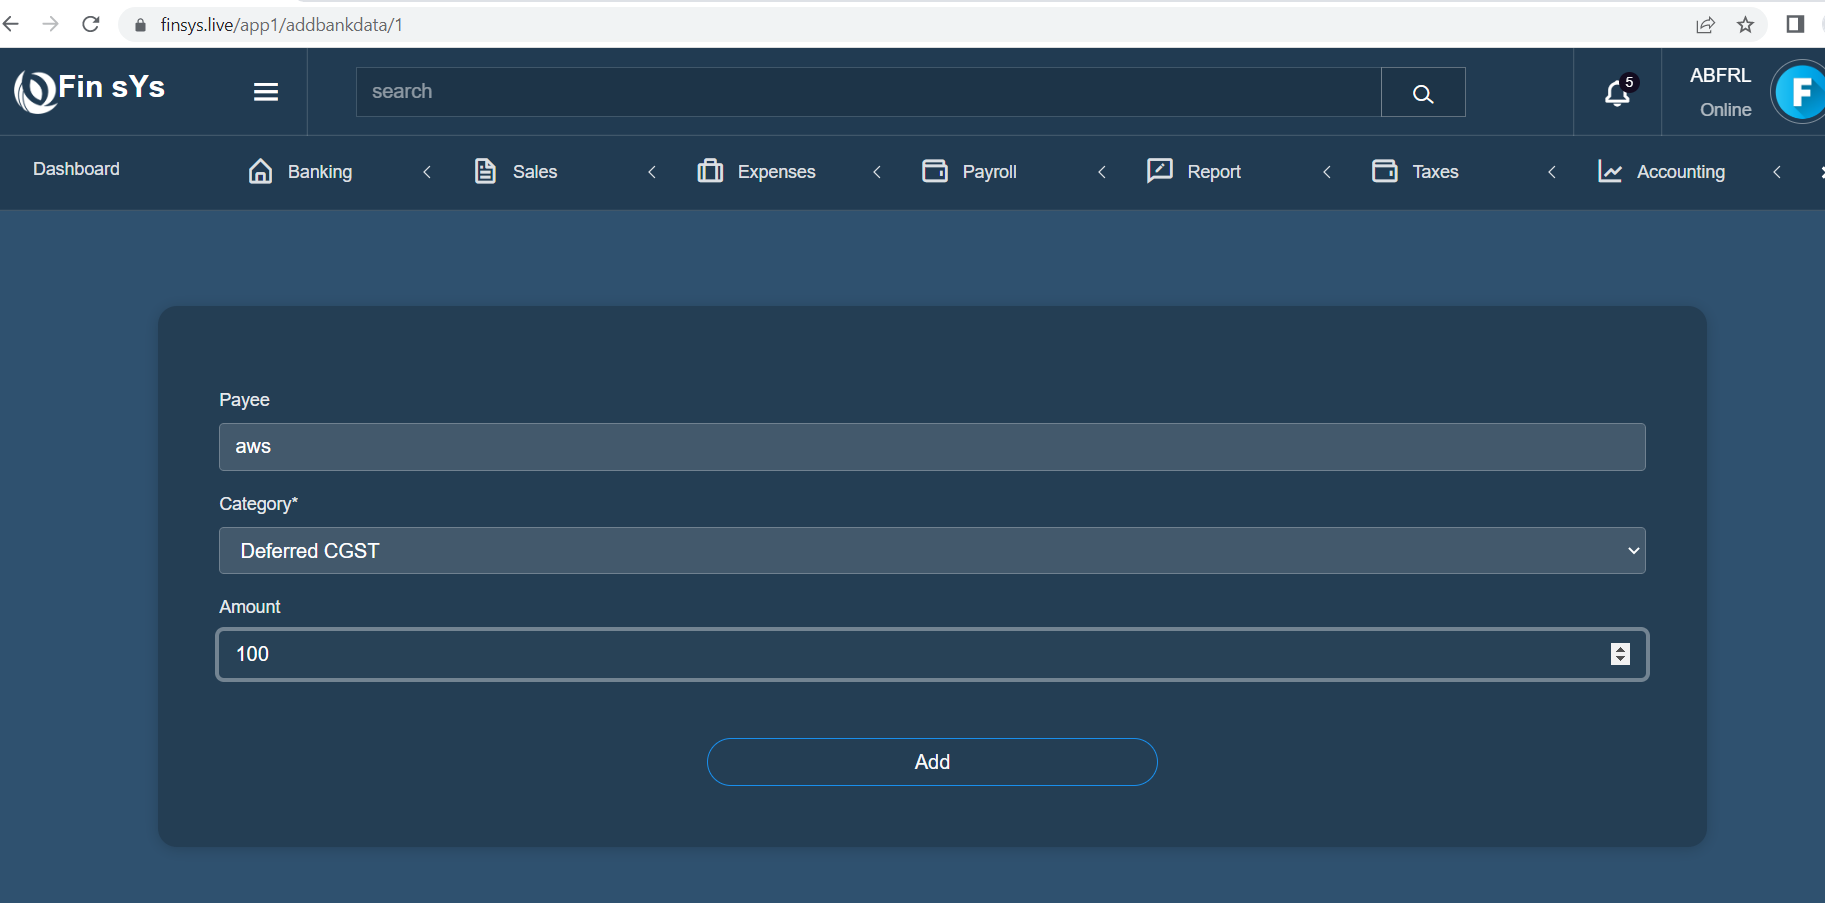 finsys.live/app1/addbankdata/1
Fin sYs
search
5
ABFRL
Online
F
Dashboard
Banking
Sales
Expenses
Payroll
Report
Taxes
Accounting
Payee
aws
Category*
Deferred CGST
Amount
100
Add